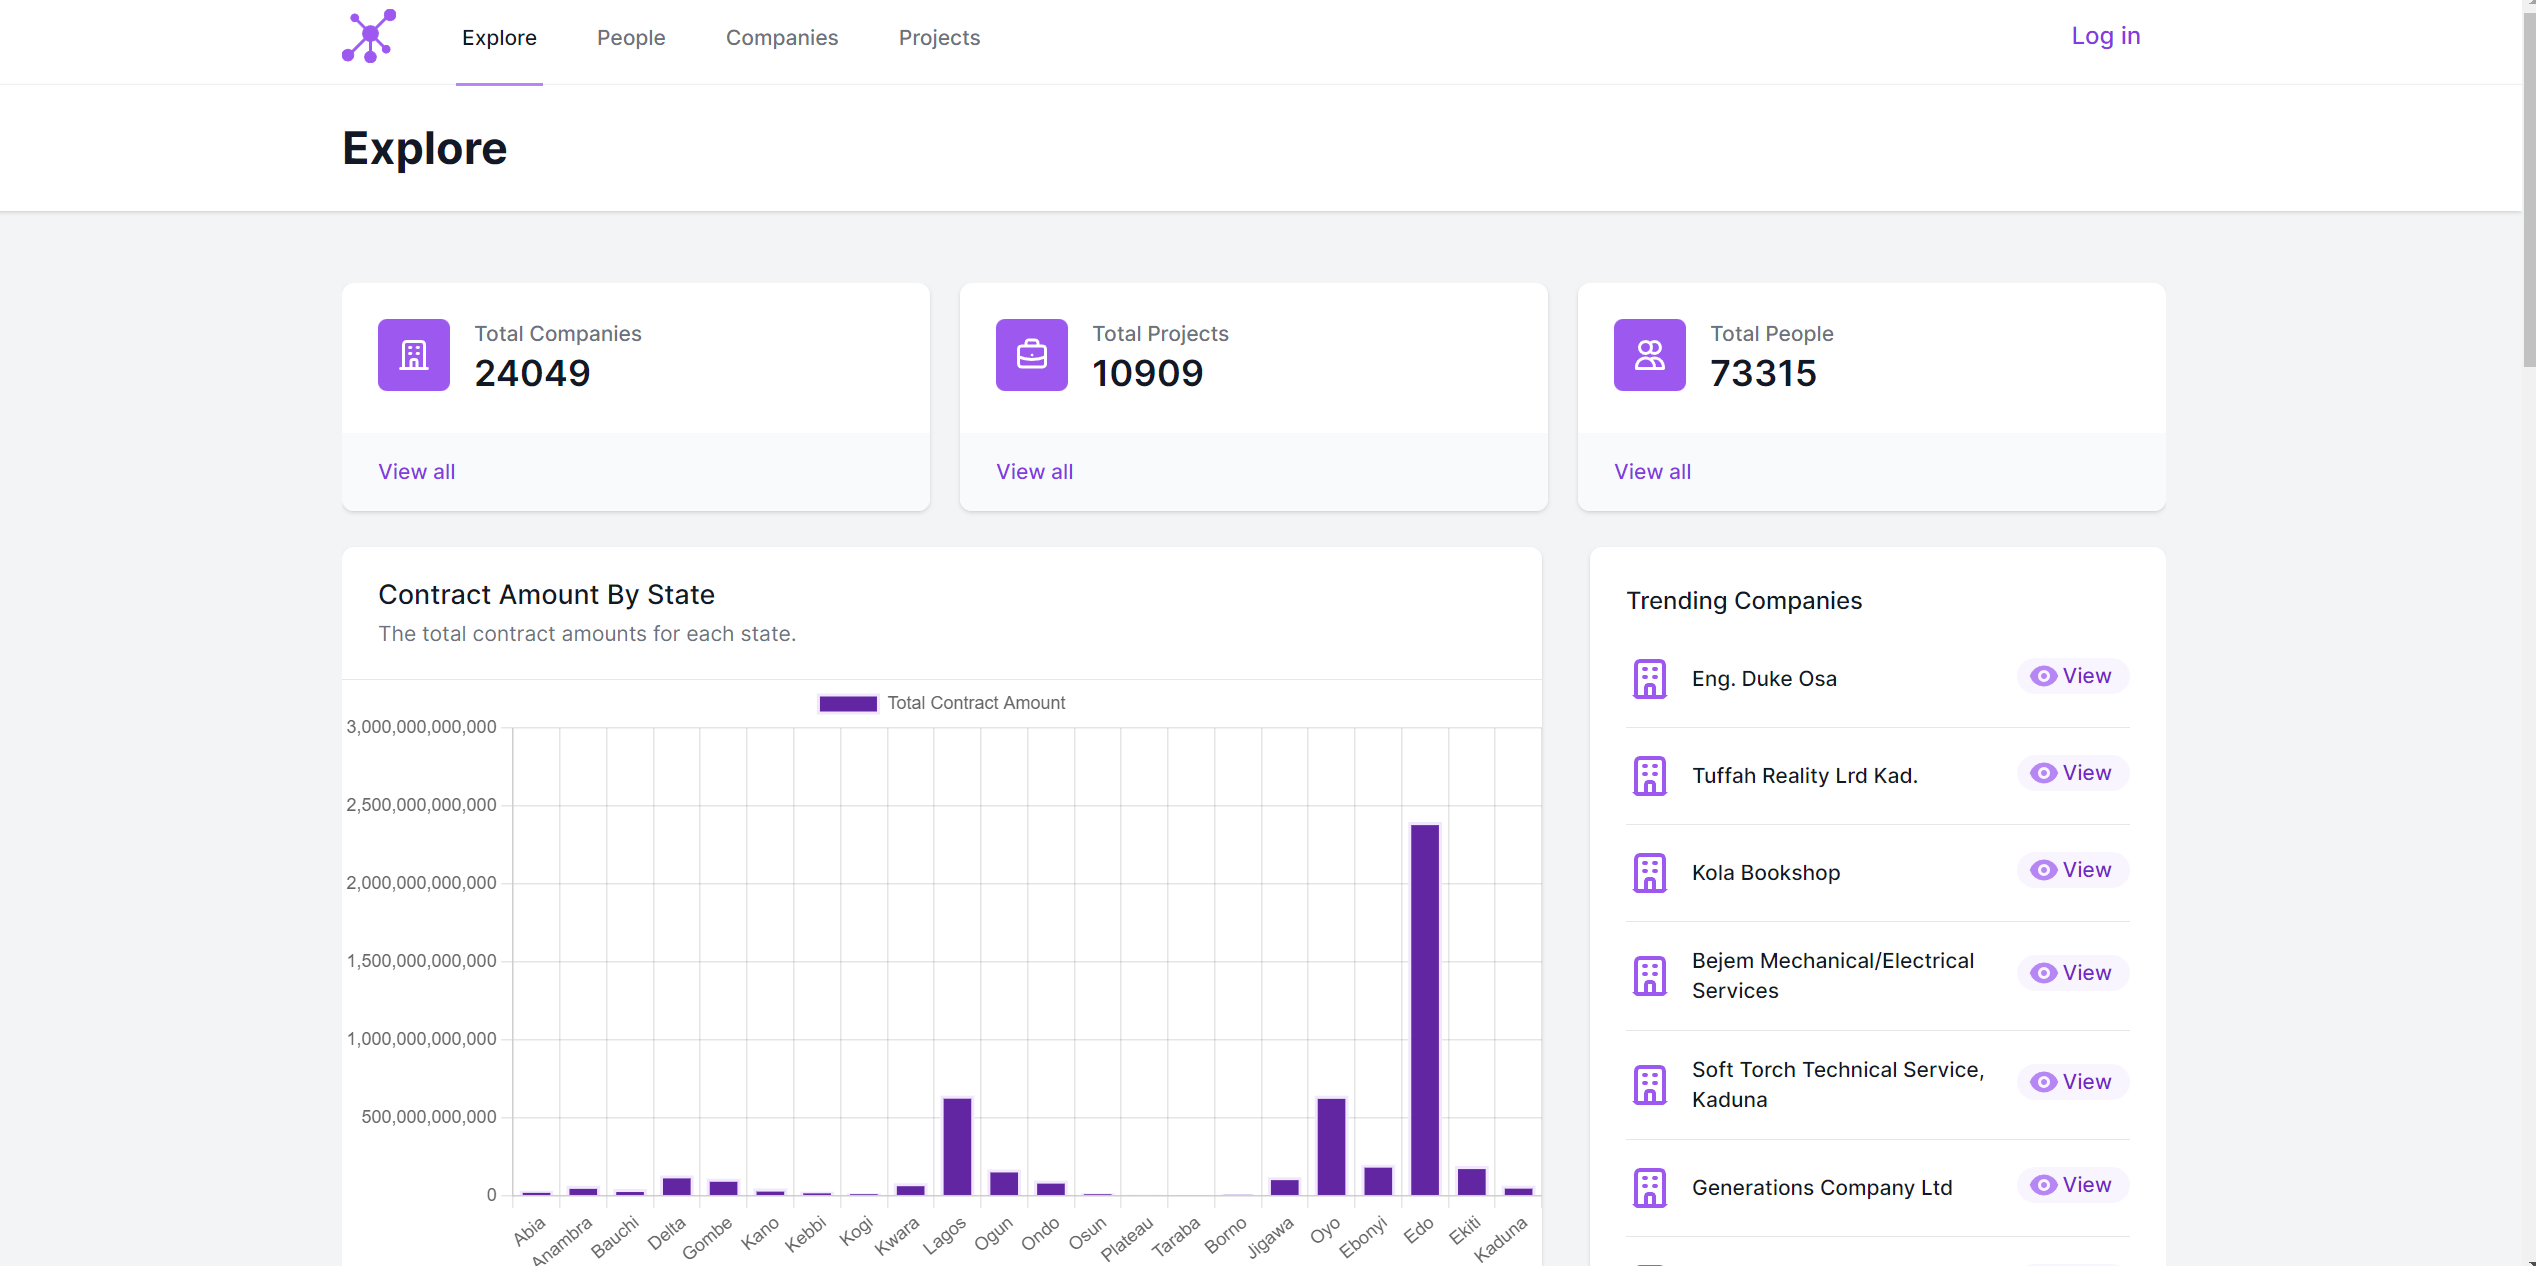 Explore
People
Companies
Projects
Log in
Explore
Total Companies
24049
View all
Total Projects
10909
View all
Total People
73315
View all
Contract Amount By State
The total contract amounts for each state.
Total Contract Amount
3,000,000,000,000
2,500,000,000,000
2,000,000,000,000
1,500,000,000,000
1,000,000,000,000
500,000,000,000
0
Abia
Anambra
Bauchi
Delta
Gombe
Kano
Kebbi
Kogi
Kwara
Lagos
Ogun
Ondo
Osun
Plateau
Taraba
Borno
Jigawa
Oyo
Ebonyi
Edo
Ekiti
Kaduna
Trending Companies
Eng. Duke Osa
View
Tuffah Reality Lrd Kad.
View
Kola Bookshop
View
Bejem Mechanical/Electrical
Services
View
Soft Torch Technical Service,
Kaduna
View
Generations Company Ltd
View